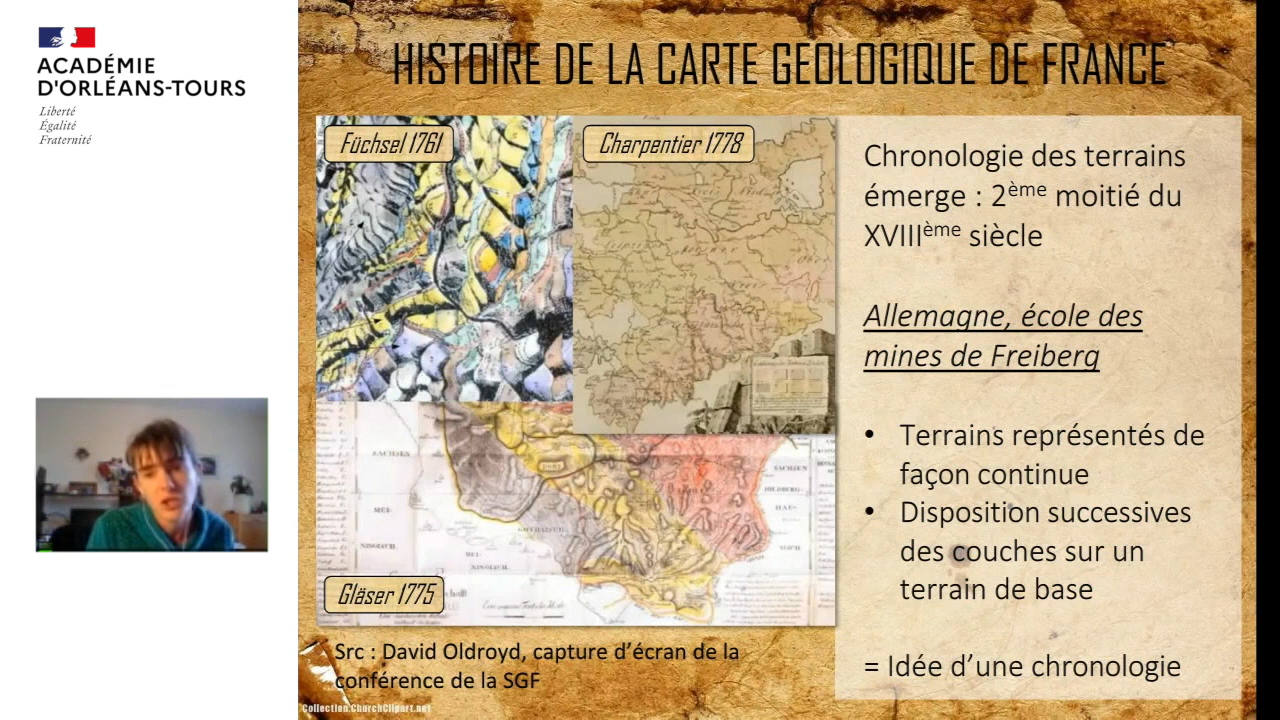 ACADÉMIE
D'ORLÉANS-TOURS
Liberté
Égalité
Fraternité
HISTOIRE DE LA CARTE GEOLOGIQUE DE FRANCE
Füchsel 1761
Charpentier 1778
Gläser 1775
Src : David Oldroyd, capture d'écran de la
conférence de la SGF
Collection.ChurchClipart.net
Chronologie des terrains
émerge : 2ème moitié du
XVIIIème siècle
Allemagne, école des
mines de Freiberg
• Terrains représentés de
façon continue
• Disposition successives
des couches sur un
terrain de base
= Idée d'une chronologie